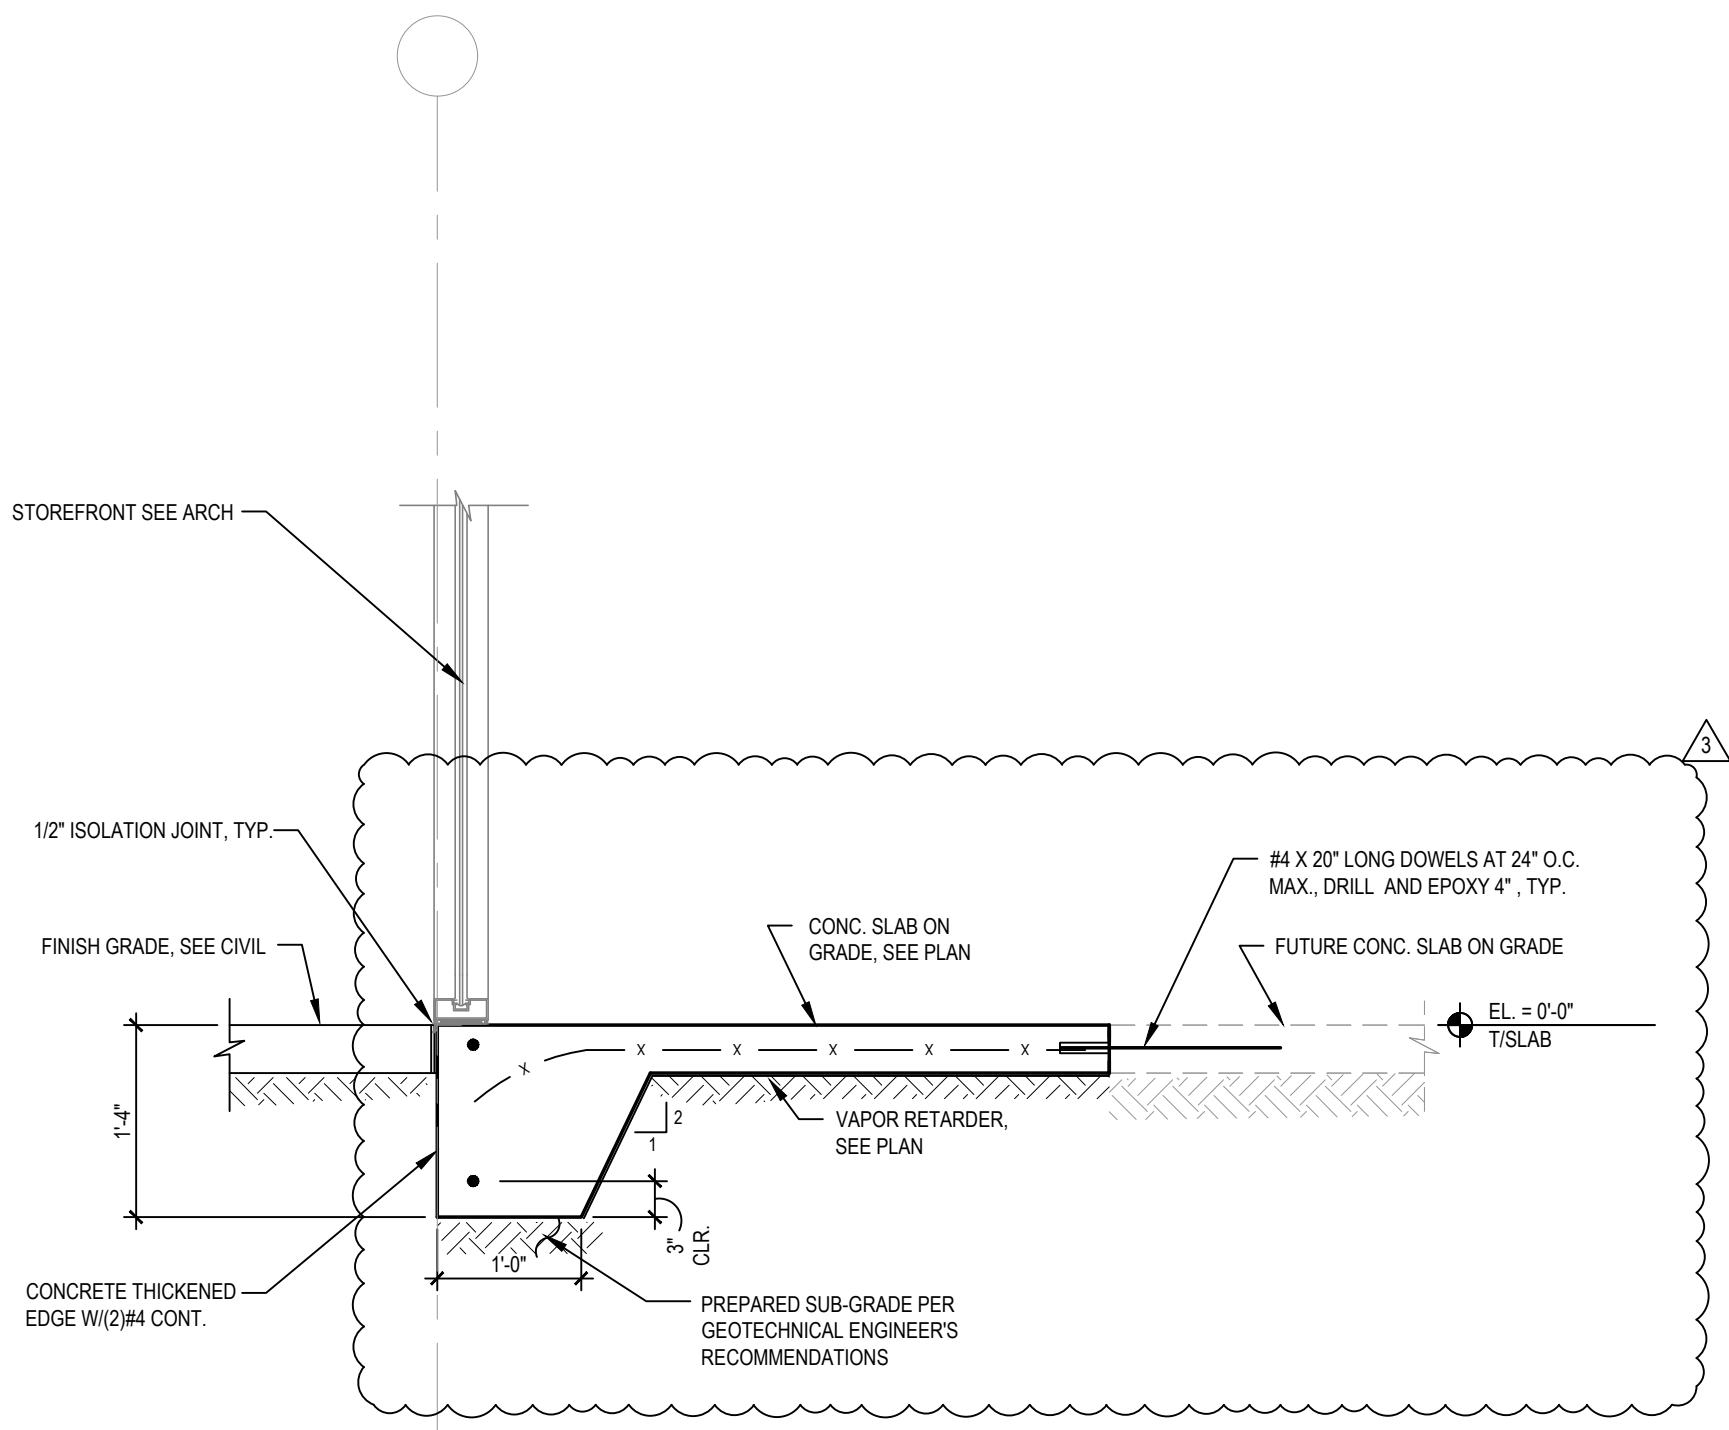 STOREFRONT SEE ARCH
3
1/2" ISOLATION JOINT, TYP.
#4 X 20" LONG DOWELS AT 24" O.C.
MAX., DRILL AND EPOXY 4" , TYP.
FINISH GRADE, SEE CIVIL
CONC. SLAB ON
GRADE, SEE PLAN
FUTURE CONC. SLAB ON GRADE
EL. = 0'-0"
T/SLAB
X
X
X
X
X
X
1'-4"
2
1
VAPOR RETARDER,
SEE PLAN
3"
CLR.
1'-0"
CONCRETE THICKENED
EDGE W/(2)#4 CONT.
PREPARED SUB-GRADE PER
GEOTECHNICAL ENGINEER'S
RECOMMENDATIONS